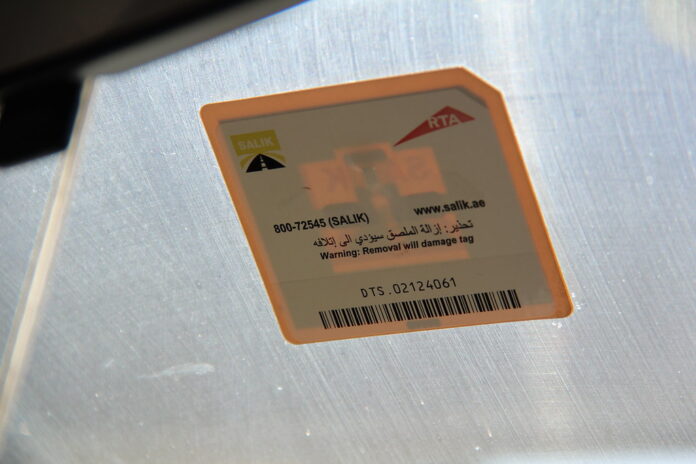 SALIK
RTA
800-72545 (SALIK)
www.salik.ae
تحذير: إزالة الملصق سيؤدي الى إتلافه
Warning: Removal will damage tag
DTS.02124061